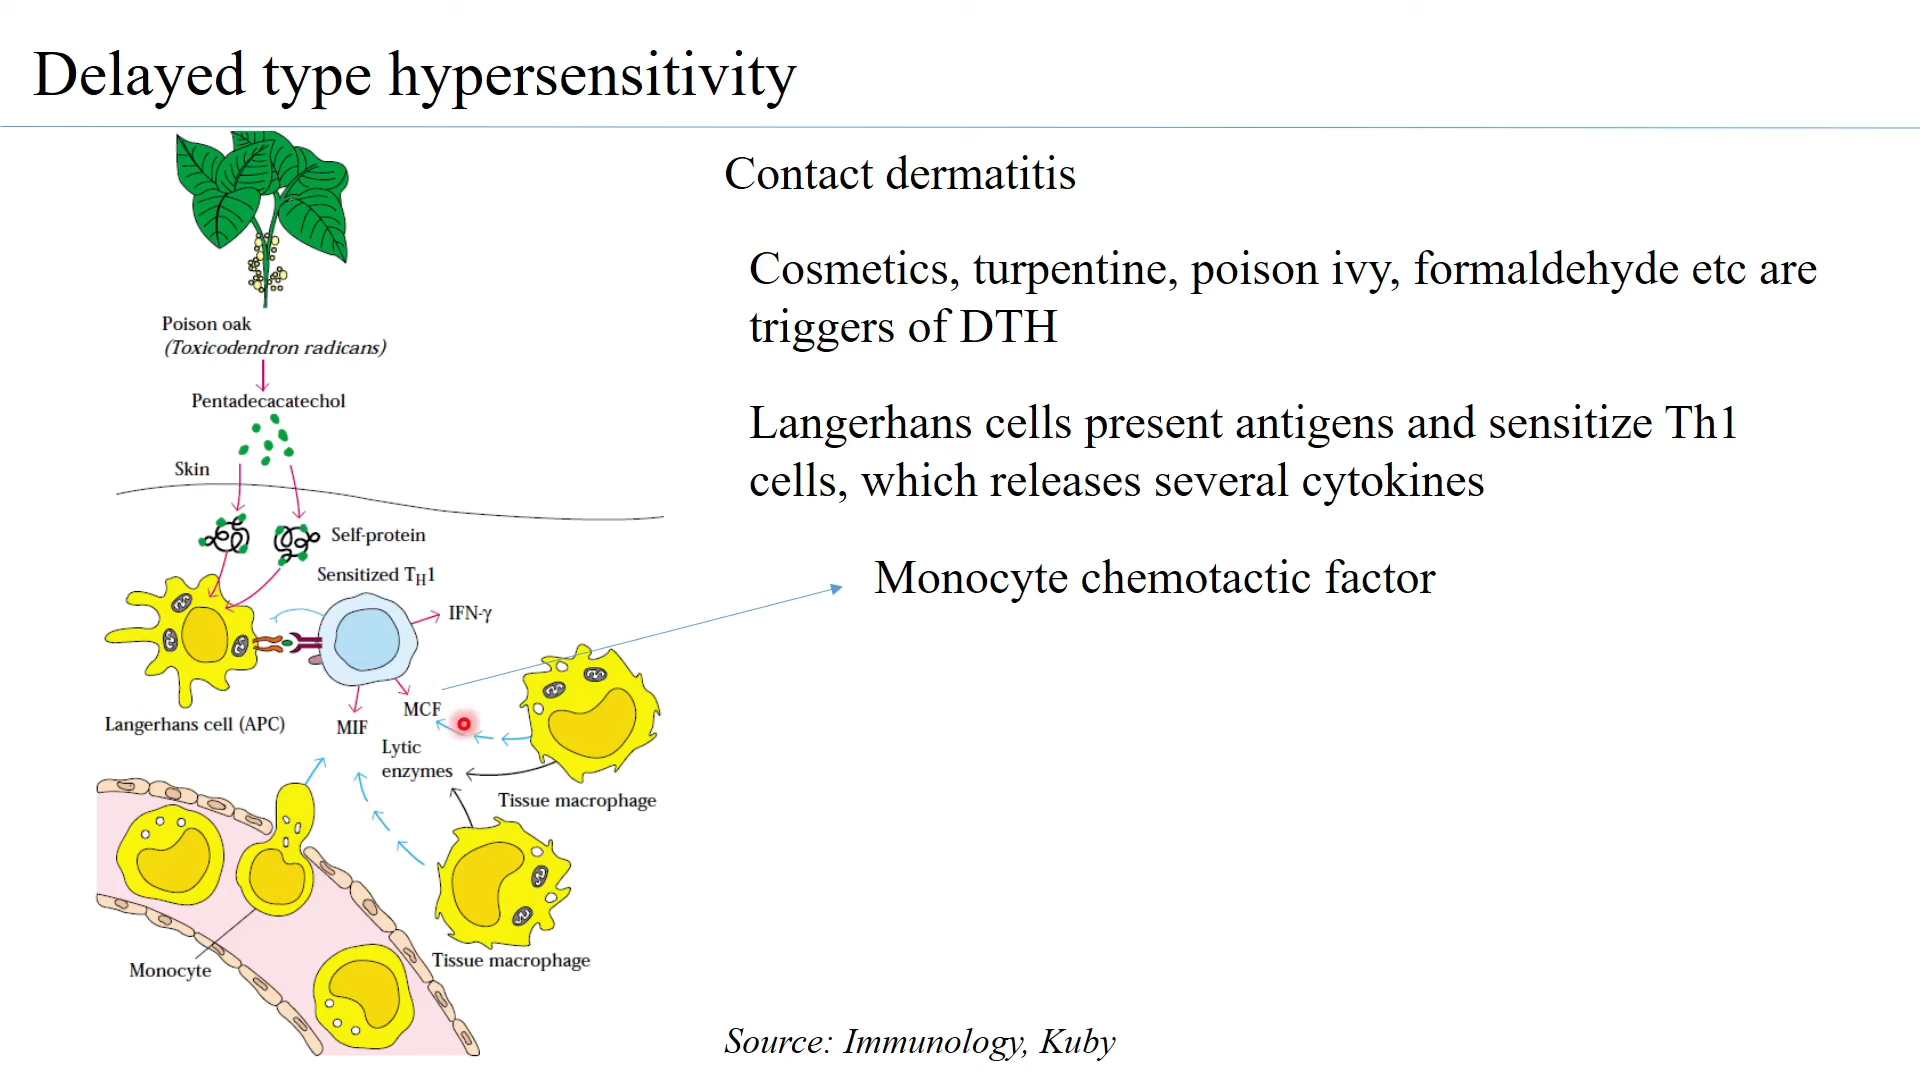 Delayed type hypersensitivity
Poison oak
(Toxicodendron radicans)
Pentadecacatechol
Skin
Self-protein
Sensitized TH1
IFN-γ
MCF
MIF
Langerhans cell (APC)
Lytic
enzymes
Tissue macrophage
Tissue macrophage
Monocyte
Contact dermatitis
Cosmetics, turpentine, poison ivy, formaldehyde etc are
triggers of DTH
Langerhans cells present antigens and sensitize Th1
cells, which releases several cytokines
Monocyte chemotactic factor
Source: Immunology, Kuby